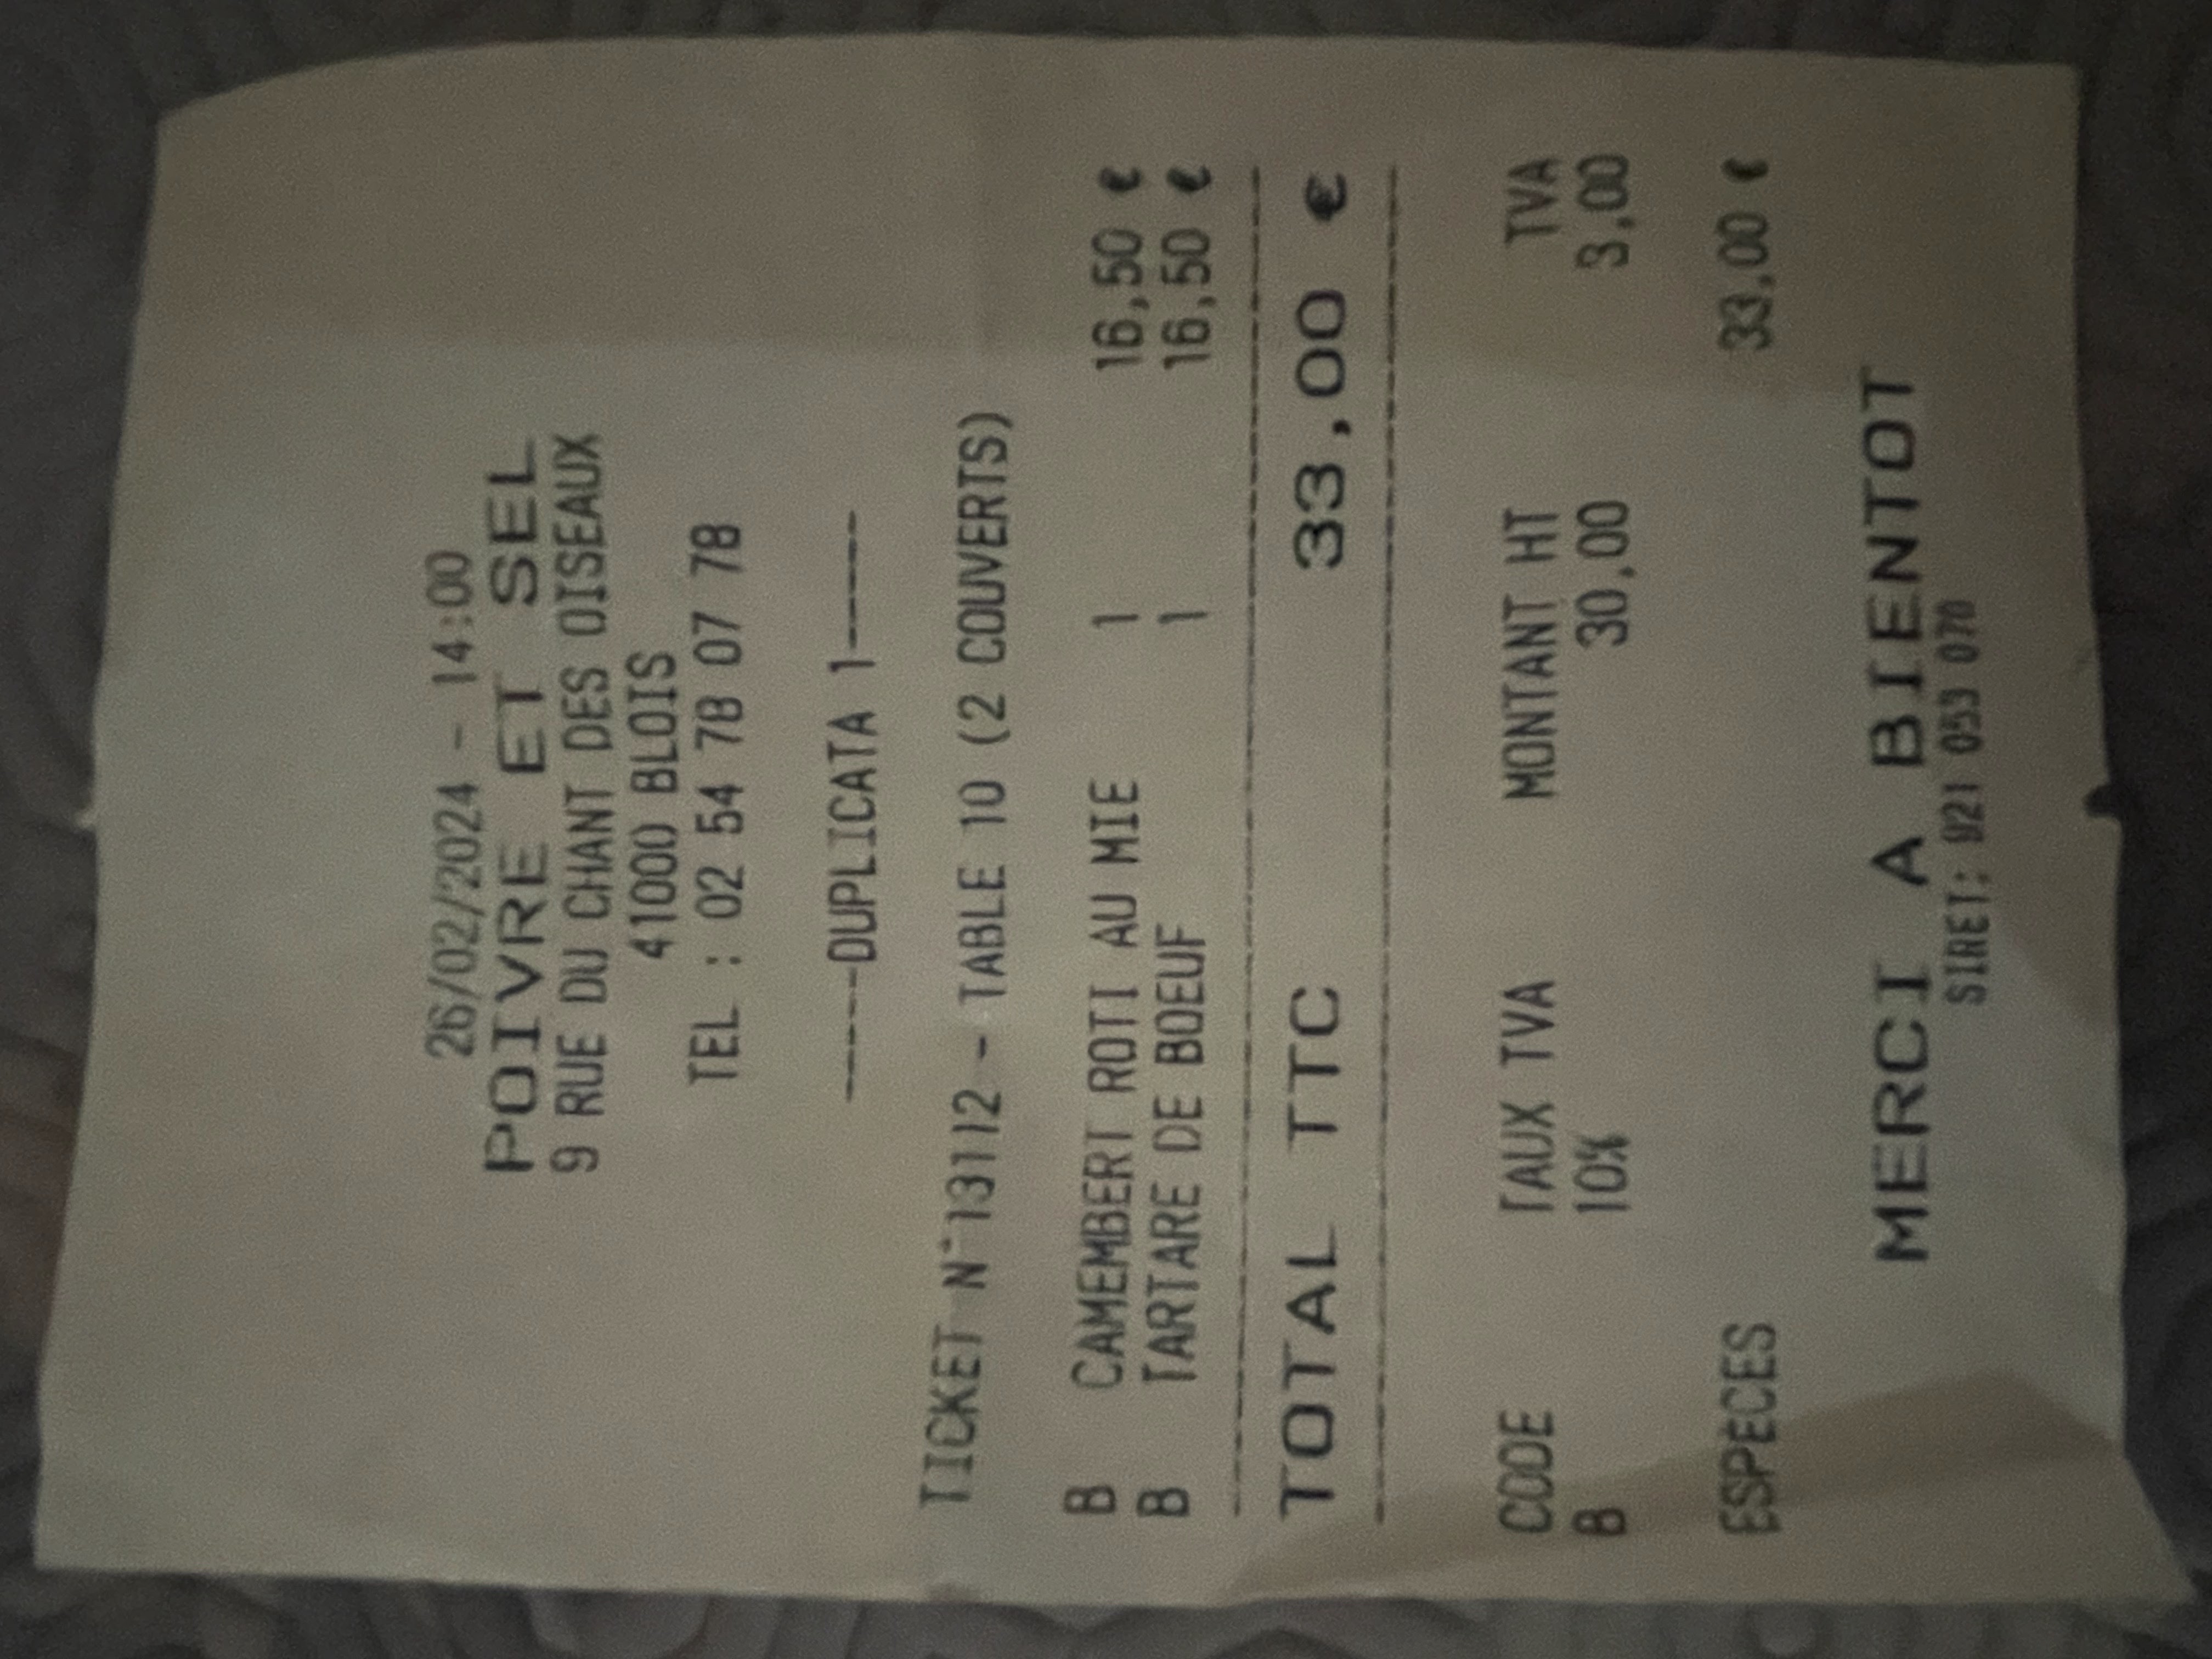 26/02/2024 - 14:00
POIVRE ET SEL
9 RUE DU CHANT DES OISEAUX
41000 BLOIS
TEL : 02 54 78 07 78
-----DUPLICATA 1-----
TICKET N°13112 - TABLE 10 (2 COUVERTS)
B CAMEMBERT ROTI AU MIE 1 16,50 €
B TARTARE DE BOEUF 1 16,50 €
TOTAL TTC 33,00 €
CODE TAUX TVA MONTANT HT TVA
B 10% 30,00 3,00
ESPECES 33,00 €
MERCI A BIENTOT
SIRET: 921 053 070